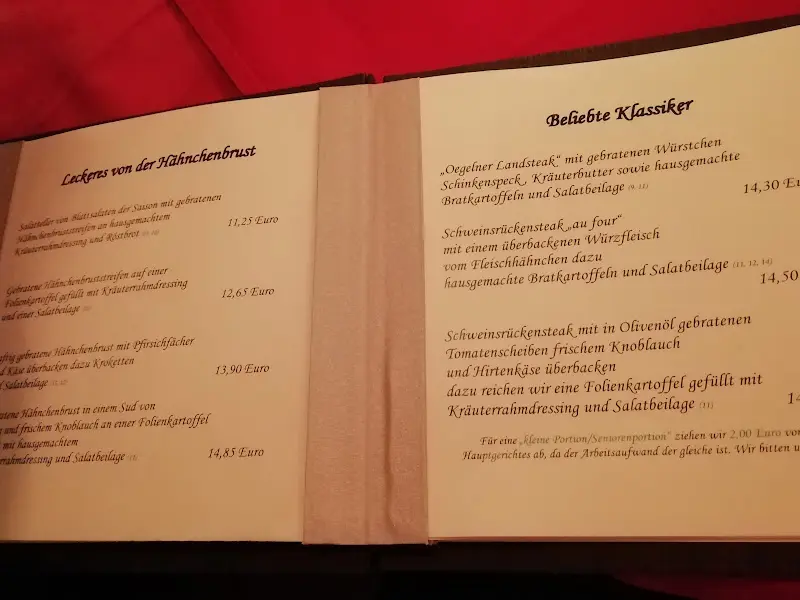 Leckeres von der Hähnchenbrust
Salatteller von Blattsalaten der Saison mit gebratenen
Hähnchenbruststreifen an hausgemachtem
Kräuterrahmdressing und Röstbrot
11,25 Euro
Gebratene Hähnchenbruststreifen auf einer
Folienkartoffel gefüllt mit Kräuterrahmdressing
und einer Salatbeilage
12,65 Euro
gebratene Hähnchenbrust mit Pfirsichfächer
Käse überbacken dazu Kroketten
Salatbeilage
13,90 Euro
Hähnchenbrust in einem Sud von
und frischem Knoblauch an einer Folienkartoffel
mit hausgemachtem
und Salatbeilage
14,85 Euro
Beliebte Klassiker
„Oegelner Landsteak" mit gebratenen Würstchen
Schinkenspeck, Kräuterbutter sowie hausgemachte
Bratkartoffeln und Salatbeilage (9, 11)
14,30
Schweinsrückensteak „au four"
mit einem überbackenen Würzfleisch
vom Fleischhähnchen dazu
hausgemachte Bratkartoffeln und Salatbeilage (11, 12, 14)
14,50
Schweinsrückensteak mit in Olivenöl gebratenen
Tomatenscheiben frischem Knoblauch
und Hirtenkäse überbacken
dazu reichen wir eine Folienkartoffel gefüllt mit
Kräuterrahmdressing und Salatbeilage (11)
Für eine „kleine Portion/Seniorenportion" ziehen wir 2,00 Euro
Hauptgerichtes ab, da der Arbeitsaufwand der gleiche ist. Wir bitten